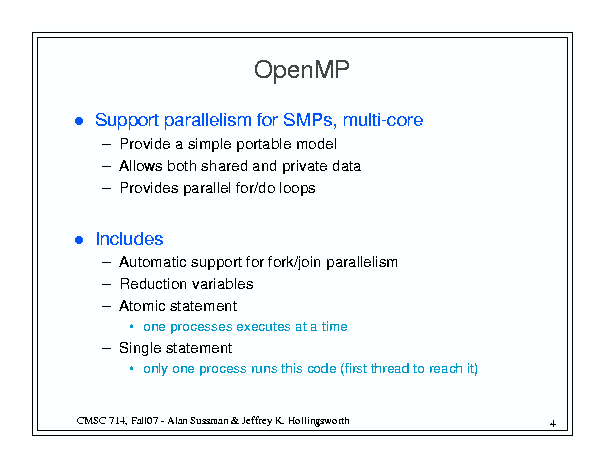 OpenMP
● Support parallelism for SMPs, multi-core
– Provide a simple portable model
– Allows both shared and private data
– Provides parallel for/do loops
● Includes
– Automatic support for fork/join parallelism
– Reduction variables
– Atomic statement
• one processes executes at a time
– Single statement
• only one process runs this code (first thread to reach it)
CMSC 714, Fall07 - Alan Sussman & Jeffrey K. Hollingsworth
4